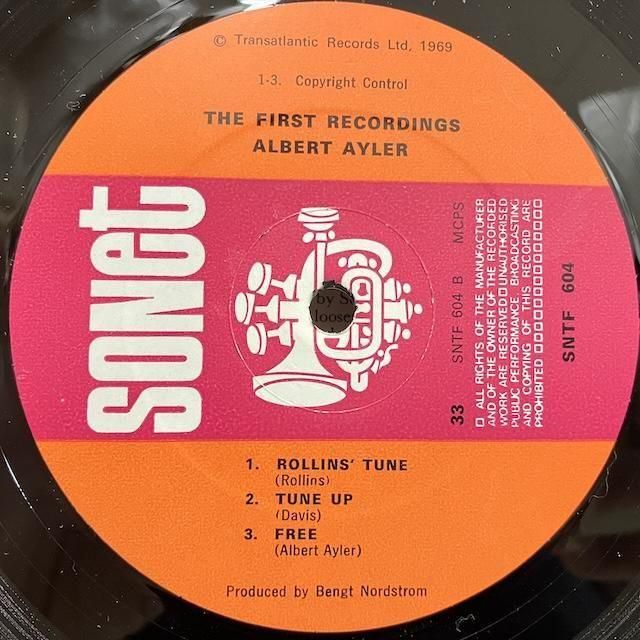 © Transatlantic Records Ltd, 1969
1-3. Copyright Control
THE FIRST RECORDINGS
ALBERT AYLER
sonet
by S
loose
33
SNTF 604 B
MCPS
□ ALL RIGHTS OF THE MANUFACTURER
AND OF THE OWNER OF THE RECORDED
WORK ARE RESERVED □ UNAUTHORISED
PUBLIC PERFORMANCE BROADCASTING
AND COPYING OF THIS RECORD ARE
PROHIBITED □□□□□□□□□□□□□
SNTF 604
1. ROLLINS' TUNE
(Rollins)
2. TUNE UP
(Davis)
3. FREE
(Albert Ayler)
Produced by Bengt Nordstrom